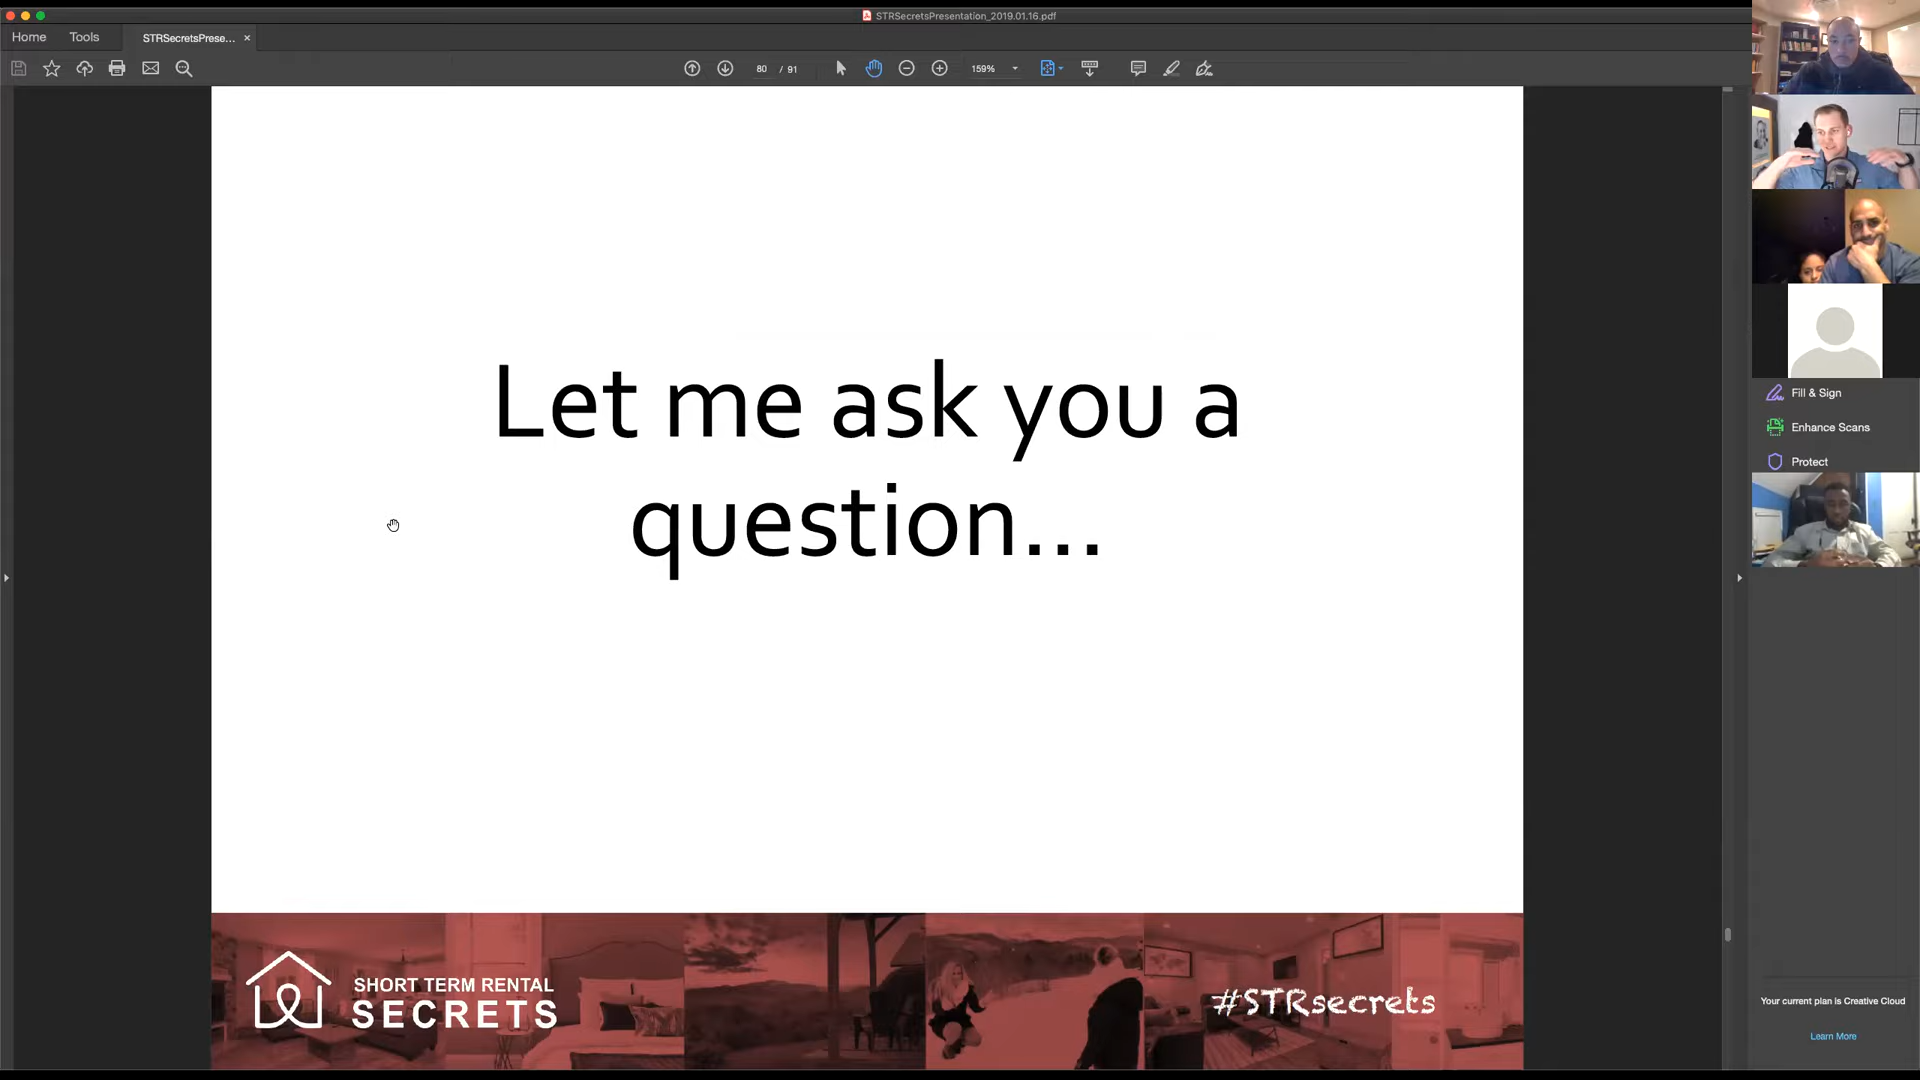 STRSecretsPresentation_2019.01.16.pdf
Home
Tools
STRSecretsPrese...
80 / 91
159%
Let me ask you a
question...
Fill & Sign
Enhance Scans
Protect
SHORT TERM RENTAL
SECRETS
#STRsecrets
Your current plan is Creative Cloud
Learn More